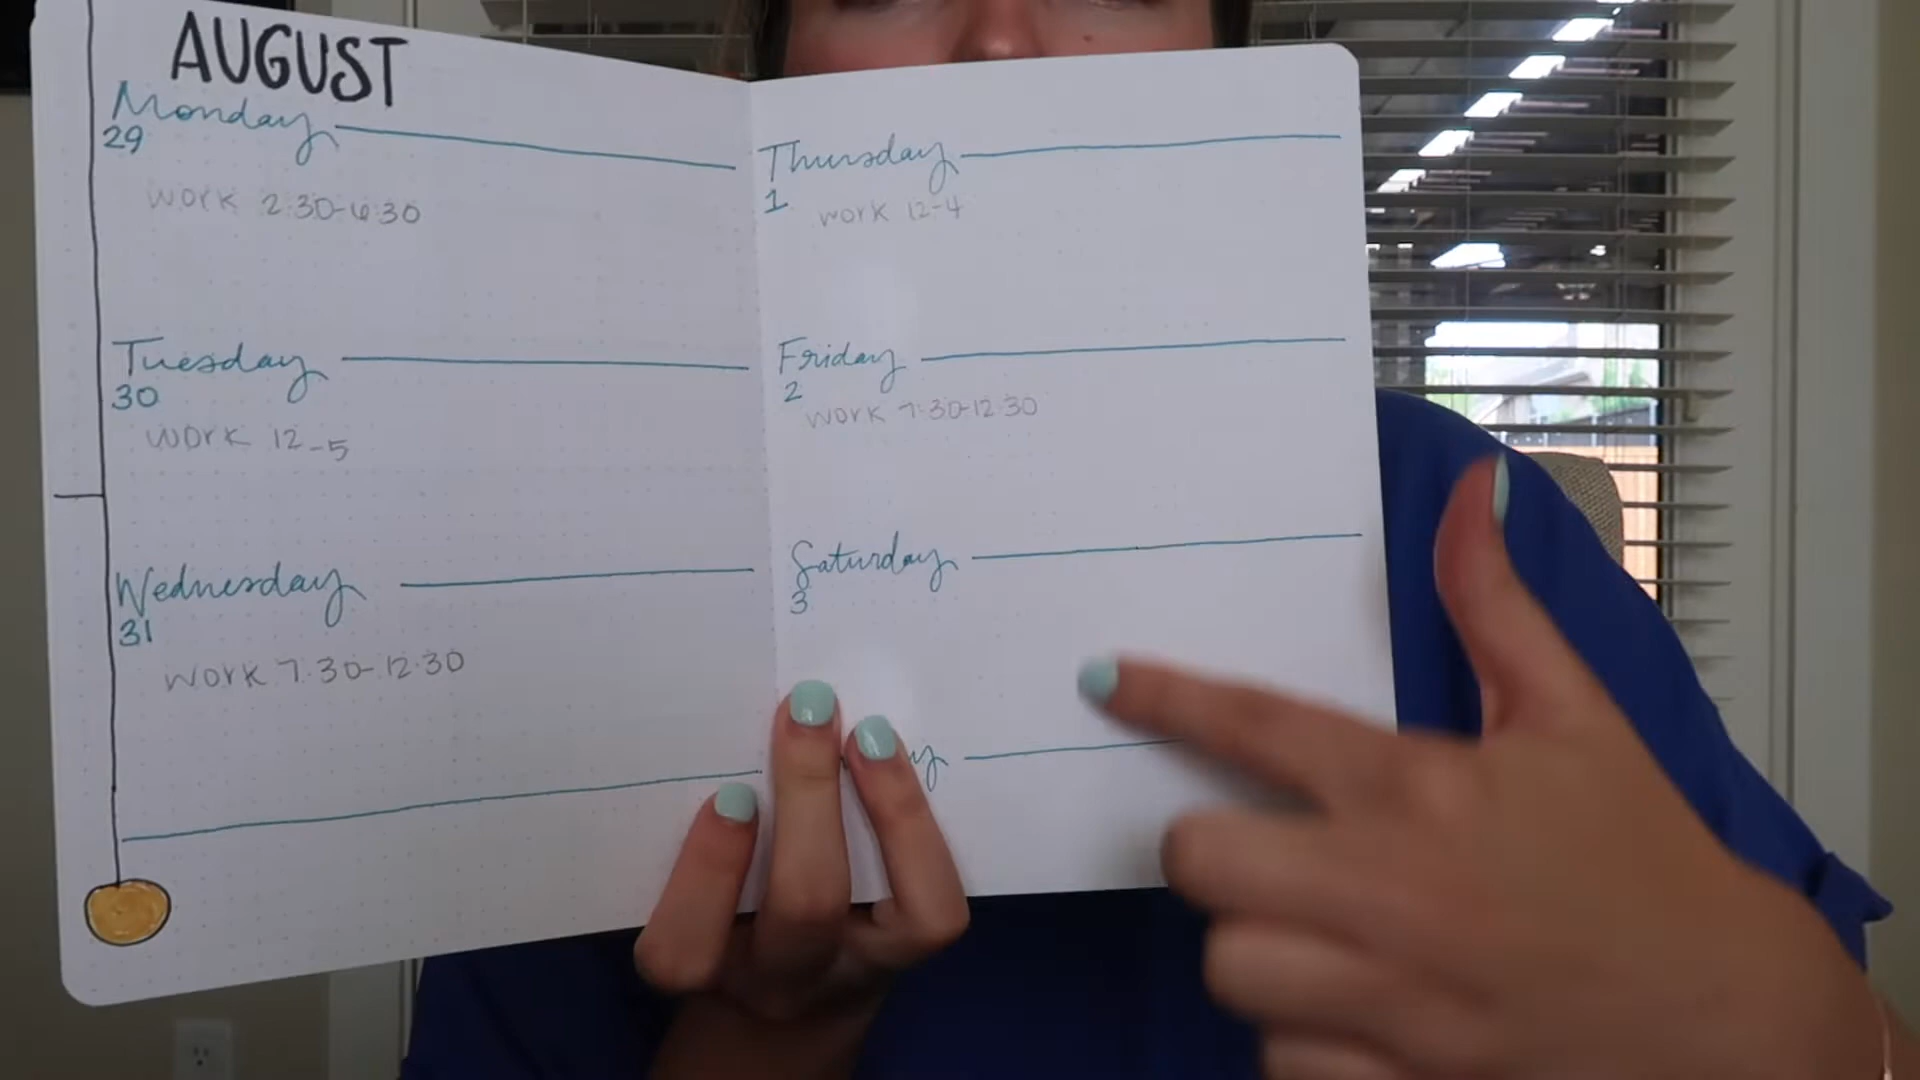 AUGUST
Monday
29
work 2:30-6:30
Tuesday
30
work 12-5
Wednesday
31
work 7:30-12:30
Thursday
1
work 12-4
Friday
2
work 7:30-12:30
Saturday
3